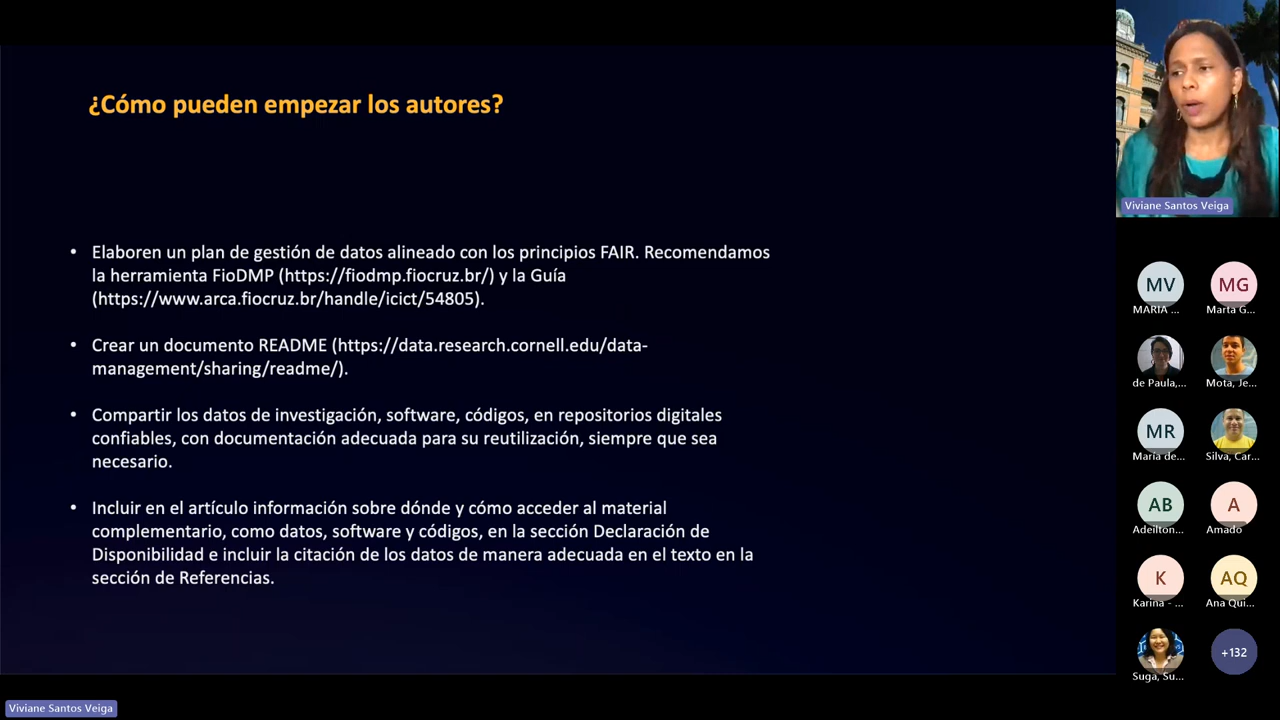 ¿Cómo pueden empezar los autores?
• Elaboren un plan de gestión de datos alineado con los principios FAIR. Recomendamos
la herramienta FioDMP (https://fiodmp.fiocruz.br/) y la Guía
(https://www.arca.fiocruz.br/handle/icict/54805).
• Crear un documento README (https://data.research.cornell.edu/data-
management/sharing/readme/).
• Compartir los datos de investigación, software, códigos, en repositorios digitales
confiables, con documentación adecuada para su reutilización, siempre que sea
necesario.
• Incluir en el artículo información sobre dónde y cómo acceder al material
complementario, como datos, software y códigos, en la sección Declaración de
Disponibilidad e incluir la citación de los datos de manera adecuada en el texto en la
sección de Referencias.
Viviane Santos Veiga
MV
MG
MARIA ...
Marta G...
de Paula,...
Mota, Je...
MR
Maria de...
Silva, Car...
AB
A
Adeilton...
Amado
K
AQ
Karina - ...
Ana Qui...
Suga, Su...
+132
Viviane Santos Veiga